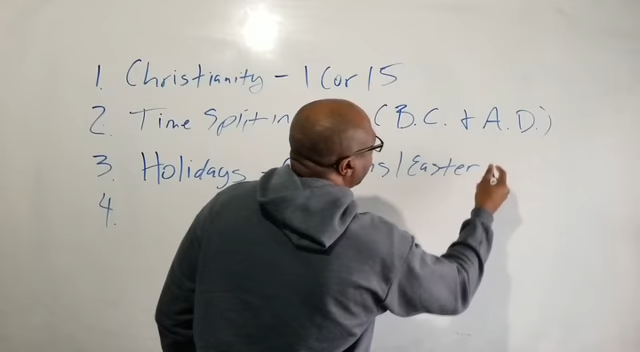 1. Christianity - 1 Cor 15
2. Time Split in (B.C. & A.D.)
3. Holidays - /Easter
4.